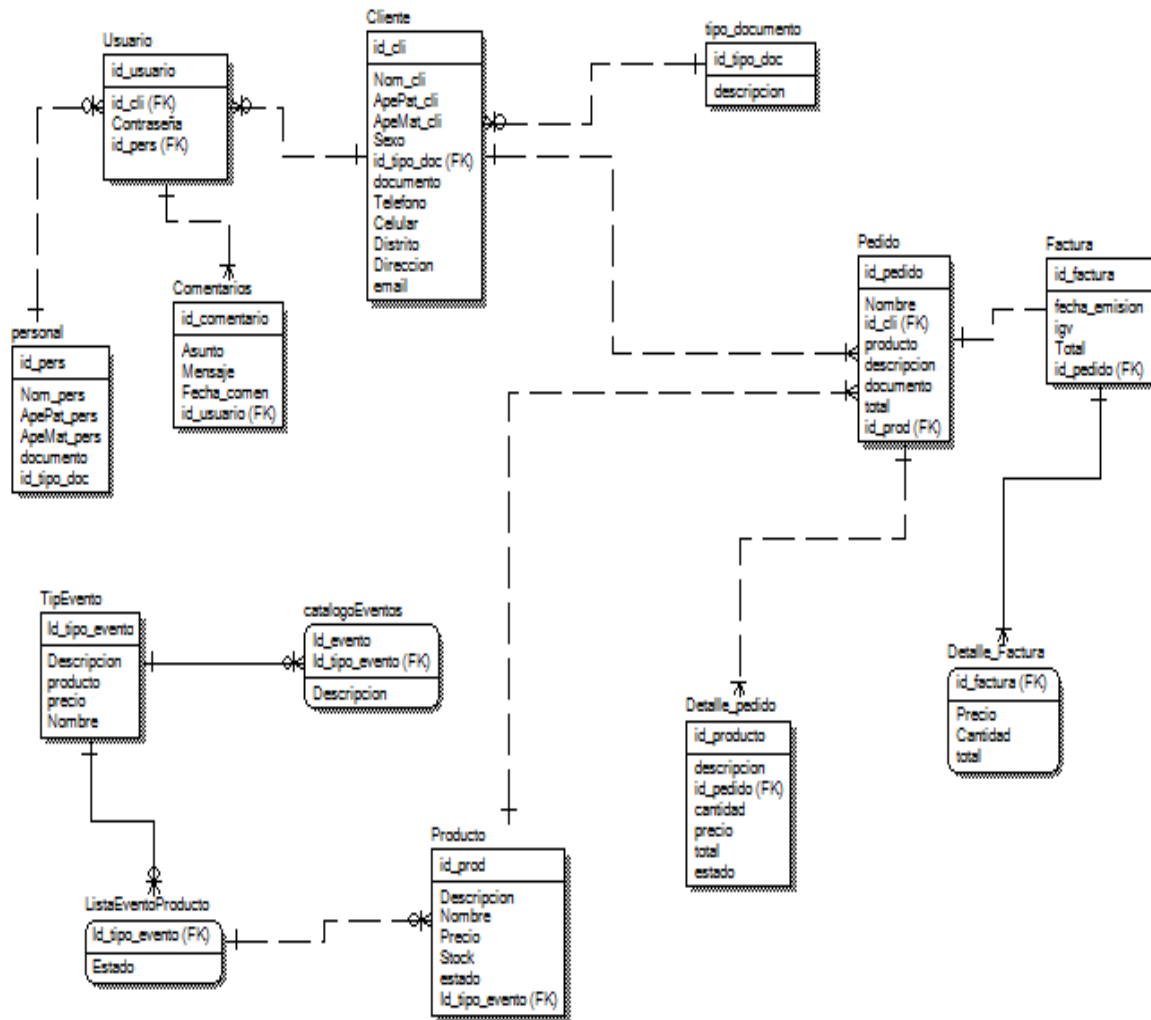 Usuario
id_usuario
id_cli (FK)
Contraseña
id_pers (FK)
Cliente
id_cli
Nom_cli
ApePat_cli
ApeMat_cli
Sexo
id_tipo_doc (FK)
documento
Telefono
Celular
Distrito
Direccion
email
tipo_documento
id_tipo_doc
descripcion
Comentarios
id_comentario
Asunto
Mensaje
Fecha_comen
id_usuario (FK)
personal
id_pers
Nom_pers
ApePat_pers
ApeMat_pers
documento
id_tipo_doc
Pedido
id_pedido
Nombre
id_cli (FK)
producto
descripcion
documento
total
id_prod (FK)
Factura
id_factura
fecha_emision
igv
Total
id_pedido (FK)
TipEvento
Id_tipo_evento
Descripcion
producto
precio
Nombre
catalogoEventos
Id_evento
Id_tipo_evento (FK)
Descripcion
Detalle_pedido
id_producto
descripcion
id_pedido (FK)
cantidad
precio
total
estado
Detalle_Factura
id_factura (FK)
Precio
Cantidad
total
ListaEventoProducto
Id_tipo_evento (FK)
Estado
Producto
id_prod
Descripcion
Nombre
Precio
Stock
estado
Id_tipo_evento (FK)